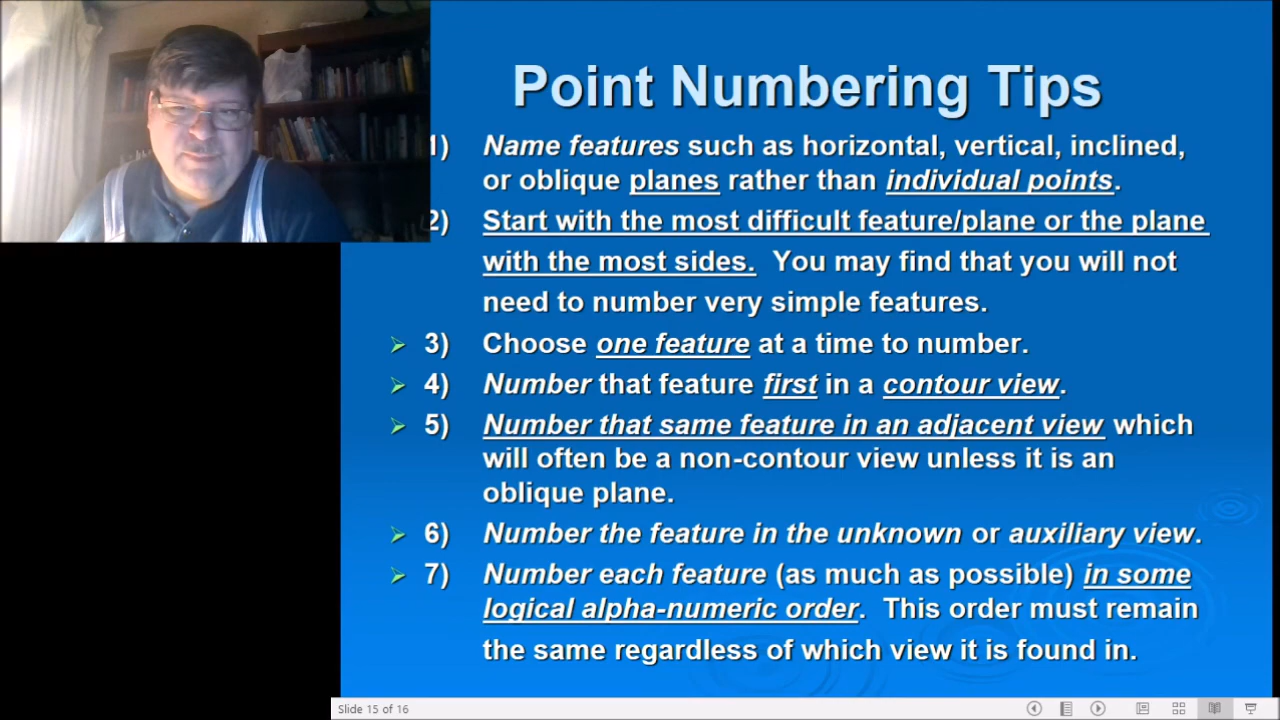 Point Numbering Tips
1) Name features such as horizontal, vertical, inclined,
or oblique planes rather than individual points.
2) Start with the most difficult feature/plane or the plane
with the most sides. You may find that you will not
need to number very simple features.
3) Choose one feature at a time to number.
4) Number that feature first in a contour view.
5) Number that same feature in an adjacent view which
will often be a non-contour view unless it is an
oblique plane.
6) Number the feature in the unknown or auxiliary view.
7) Number each feature (as much as possible) in some
logical alpha-numeric order. This order must remain
the same regardless of which view it is found in.
Slide 15 of 16